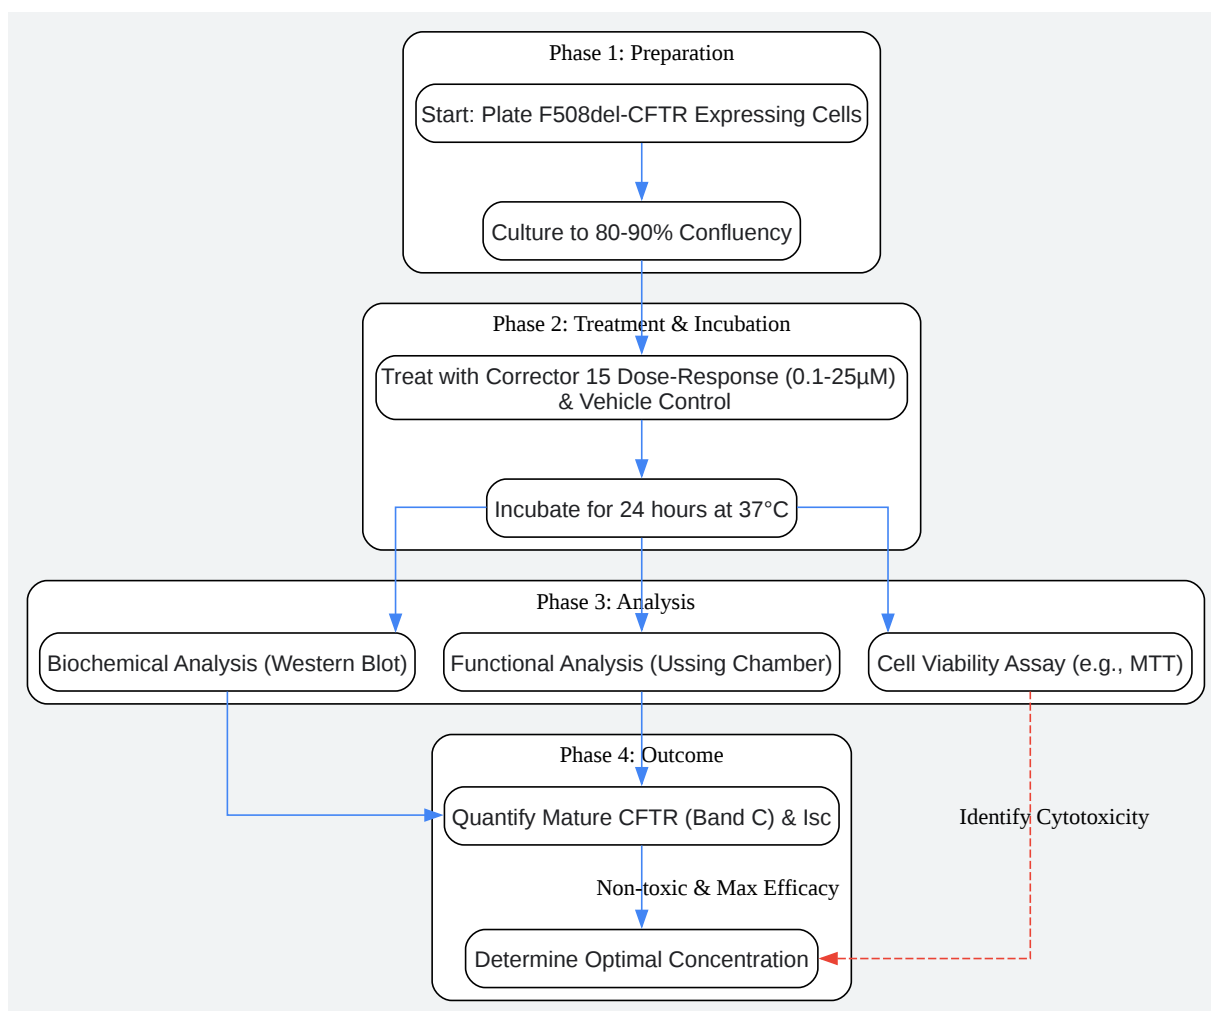 Phase 1: Preparation
Start: Plate F508del-CFTR Expressing Cells
Culture to 80-90% Confluency
Phase 2: Treatment & Incubation
Treat with Corrector 15 Dose-Response (0.1-25µM)
& Vehicle Control
Incubate for 24 hours at 37°C
Phase 3: Analysis
Biochemical Analysis (Western Blot)
Functional Analysis (Ussing Chamber)
Cell Viability Assay (e.g., MTT)
Phase 4: Outcome
Quantify Mature CFTR (Band C) & Isc
Identify Cytotoxicity
Non-toxic & Max Efficacy
Determine Optimal Concentration